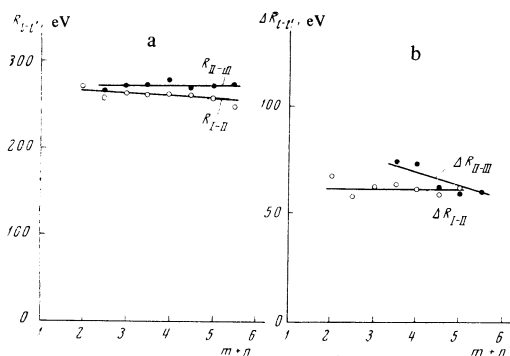 R_{l-l'}, eV
a
300
200
100
0
R_{II-III}
R_{I-II}
1 2 3 4 5 6
m + n
ΔR_{l-l'}, eV
b
100
50
0
ΔR_{II-III}
ΔR_{I-II}
1 2 3 4 5 6
m + n